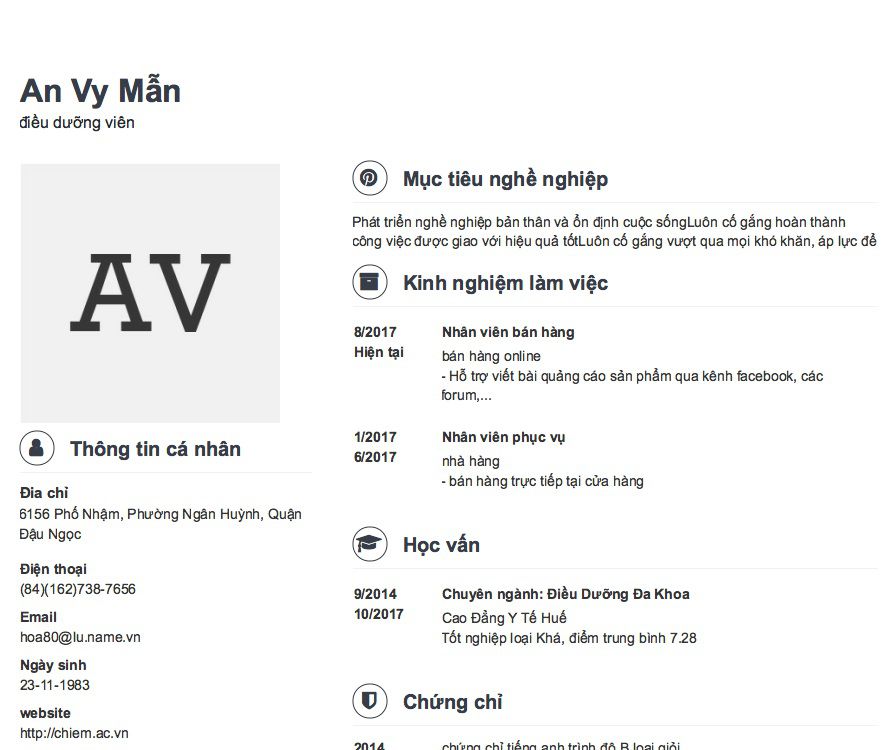 An Vy Mẫn
điều dưỡng viên
AV
Thông tin cá nhân
Đia chỉ
6156 Phố Nhậm, Phường Ngân Huỳnh, Quận
Đậu Ngọc
Điện thoại
(84)(162)738-7656
Email
hoa80@lu.name.vn
Ngày sinh
23-11-1983
website
http://chiem.ac.vn
Mục tiêu nghề nghiệp
Phát triển nghề nghiệp bản thân và ổn định cuộc sốngLuôn cố gắng hoàn thành
công việc được giao với hiệu quả tốtLuôn cố gắng vượt qua mọi khó khăn, áp lực để
Kinh nghiệm làm việc
8/2017 Nhân viên bán hàng
Hiện tại bán hàng online
- Hỗ trợ viết bài quảng cáo sản phẩm qua kênh facebook, các
forum,...
1/2017 Nhân viên phục vụ
6/2017 nhà hàng
- bán hàng trực tiếp tại cửa hàng
Học vấn
9/2014 Chuyên ngành: Điều Dưỡng Đa Khoa
10/2017 Cao Đẳng Y Tế Huế
Tốt nghiệp loại Khá, điểm trung bình 7.28
Chứng chỉ
2014 chứng chỉ tiếng anh trình độ B loại giỏi